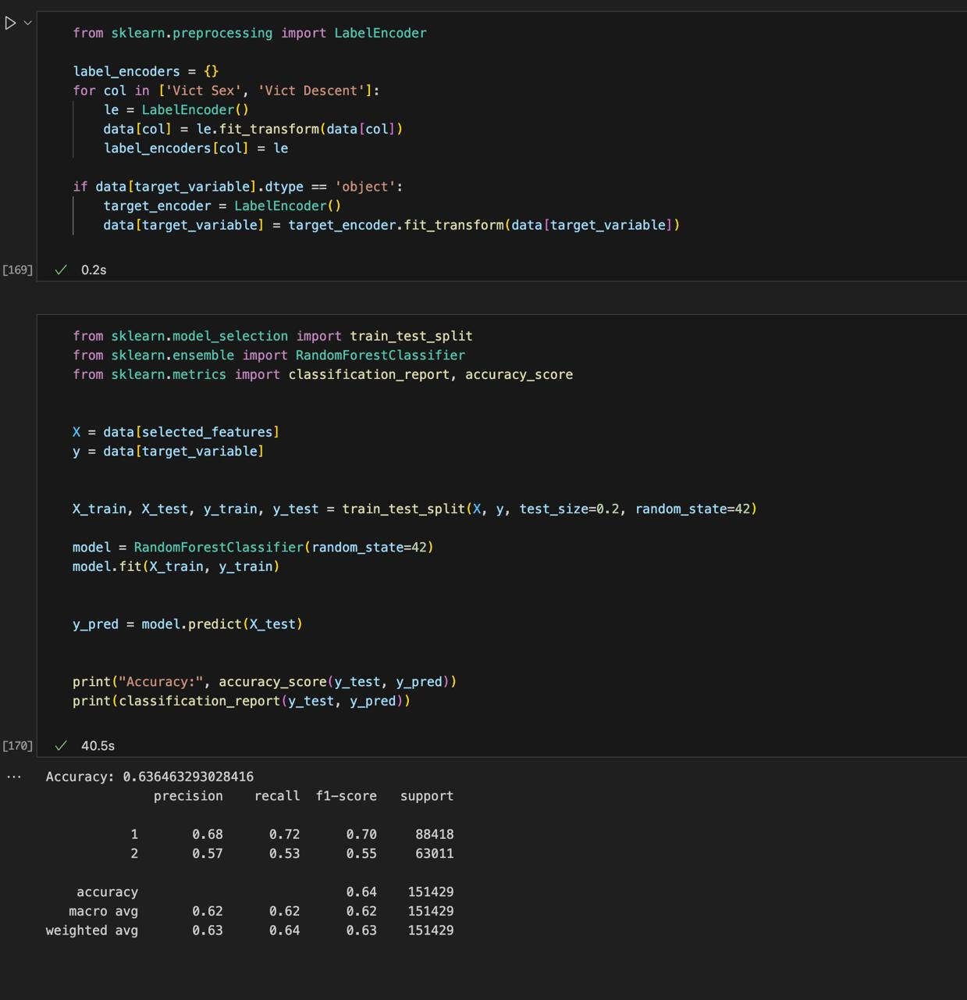 from sklearn.preprocessing import LabelEncoder
label_encoders = {}
for col in ['Vict Sex', 'Vict Descent']:
    le = LabelEncoder()
    data[col] = le.fit_transform(data[col])
    label_encoders[col] = le
if data[target_variable].dtype == 'object':
    target_encoder = LabelEncoder()
    data[target_variable] = target_encoder.fit_transform(data[target_variable])
[169] ✓ 0.2s
from sklearn.model_selection import train_test_split
from sklearn.ensemble import RandomForestClassifier
from sklearn.metrics import classification_report, accuracy_score
X = data[selected_features]
y = data[target_variable]
X_train, X_test, y_train, y_test = train_test_split(X, y, test_size=0.2, random_state=42)
model = RandomForestClassifier(random_state=42)
model.fit(X_train, y_train)
y_pred = model.predict(X_test)
print("Accuracy:", accuracy_score(y_test, y_pred))
print(classification_report(y_test, y_pred))
[170] ✓ 40.5s
... Accuracy: 0.636463293028416
              precision    recall  f1-score   support
           1       0.68      0.72      0.70     88418
           2       0.57      0.53      0.55     63011
    accuracy                           0.64    151429
   macro avg       0.62      0.62      0.62    151429
weighted avg       0.63      0.64      0.63    151429